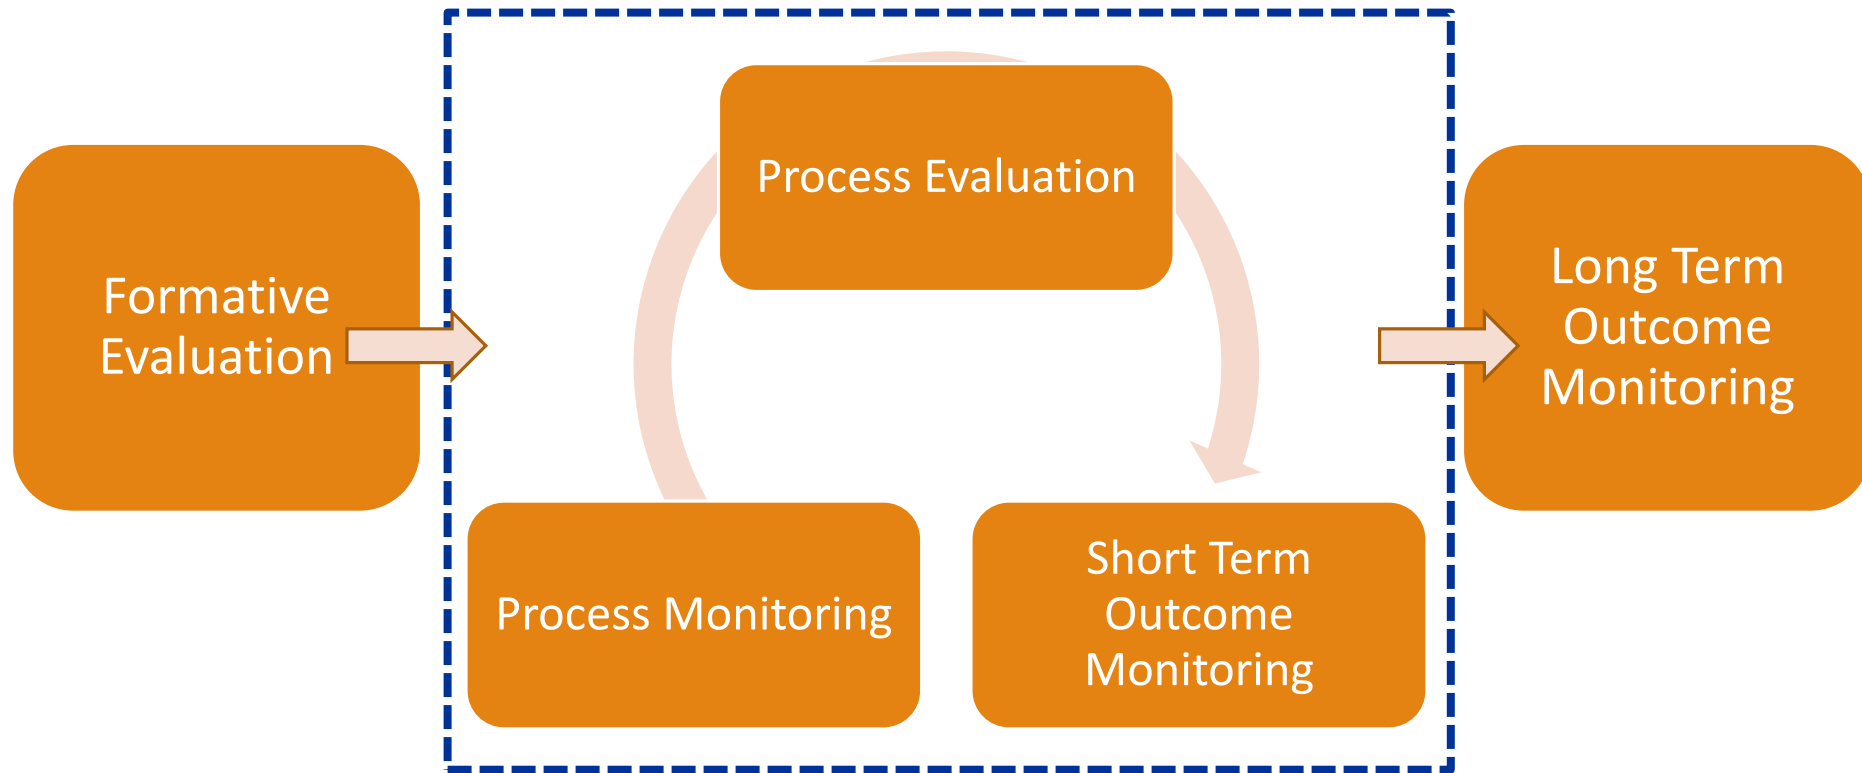 Formative
Evaluation
Process Evaluation
Process Monitoring
Short Term
Outcome
Monitoring
Long Term
Outcome
Monitoring